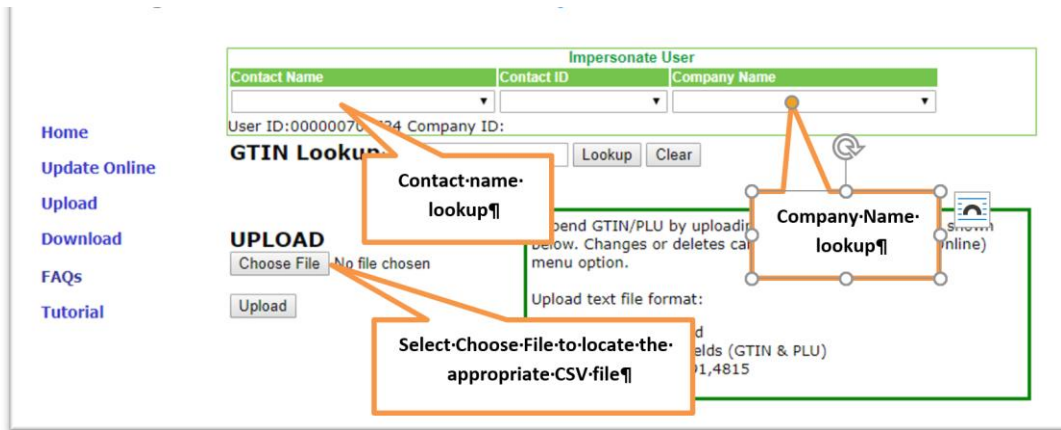 Impersonate User
Contact Name Contact ID Company Name
User ID: Company ID:
Home
Update Online
Upload
Download
FAQs
Tutorial
GTIN Lookup
Lookup Clear
Contact·name·
lookup¶
Company·Name·
lookup¶
UPLOAD
Choose File No file chosen
Upload
pend GTIN/PLU by uploadin shown
below. Changes or deletes ca nline)
menu option.
Upload text file format:
d
elds (GTIN & PLU)
91,4815
Select·Choose·File·to·locate·the·
appropriate·CSV·file¶